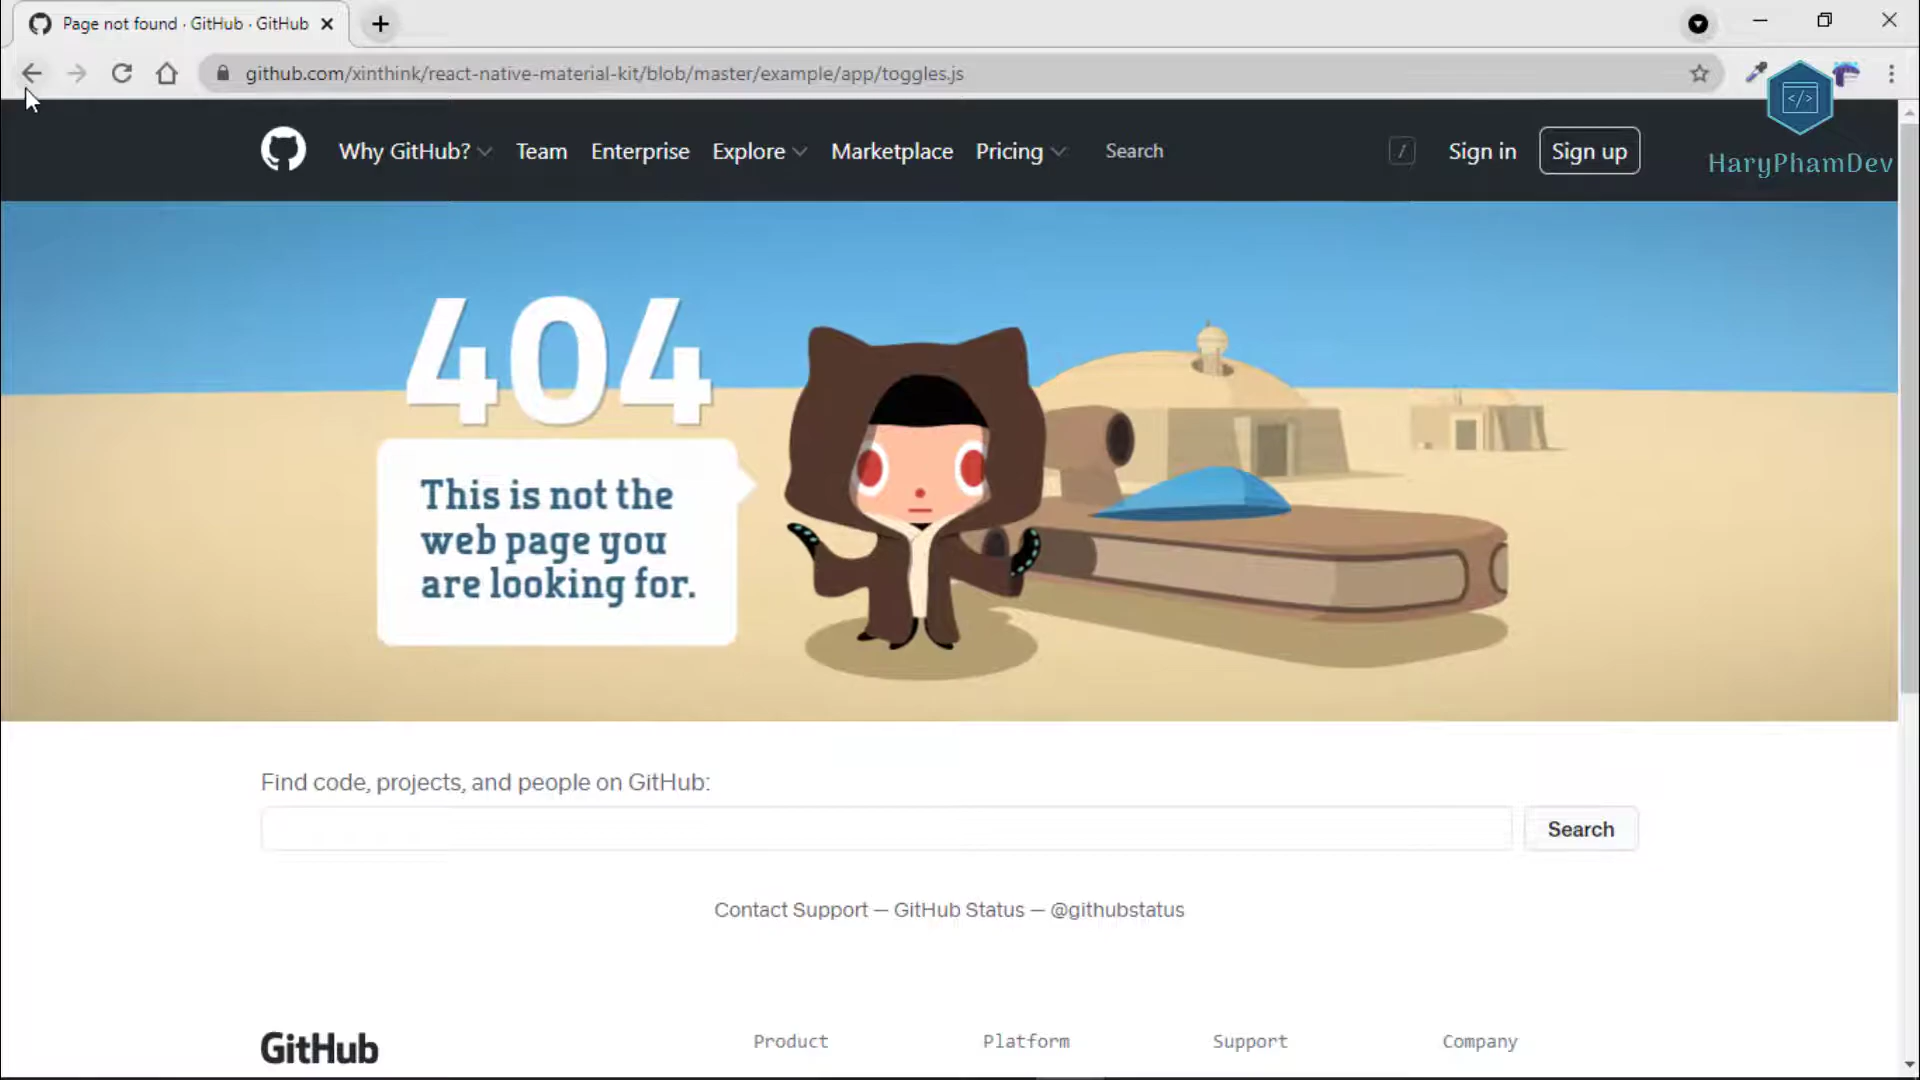 Page not found · GitHub · GitHub
github.com/xinthink/react-native-material-kit/blob/master/example/app/toggles.js
Why GitHub? Team Enterprise Explore Marketplace Pricing Search / Sign in Sign up
</>
HaryPhamDev
404
This is not the
web page you
are looking for.
Find code, projects, and people on GitHub:
Search
Contact Support — GitHub Status — @githubstatus
GitHub Product Platform Support Company